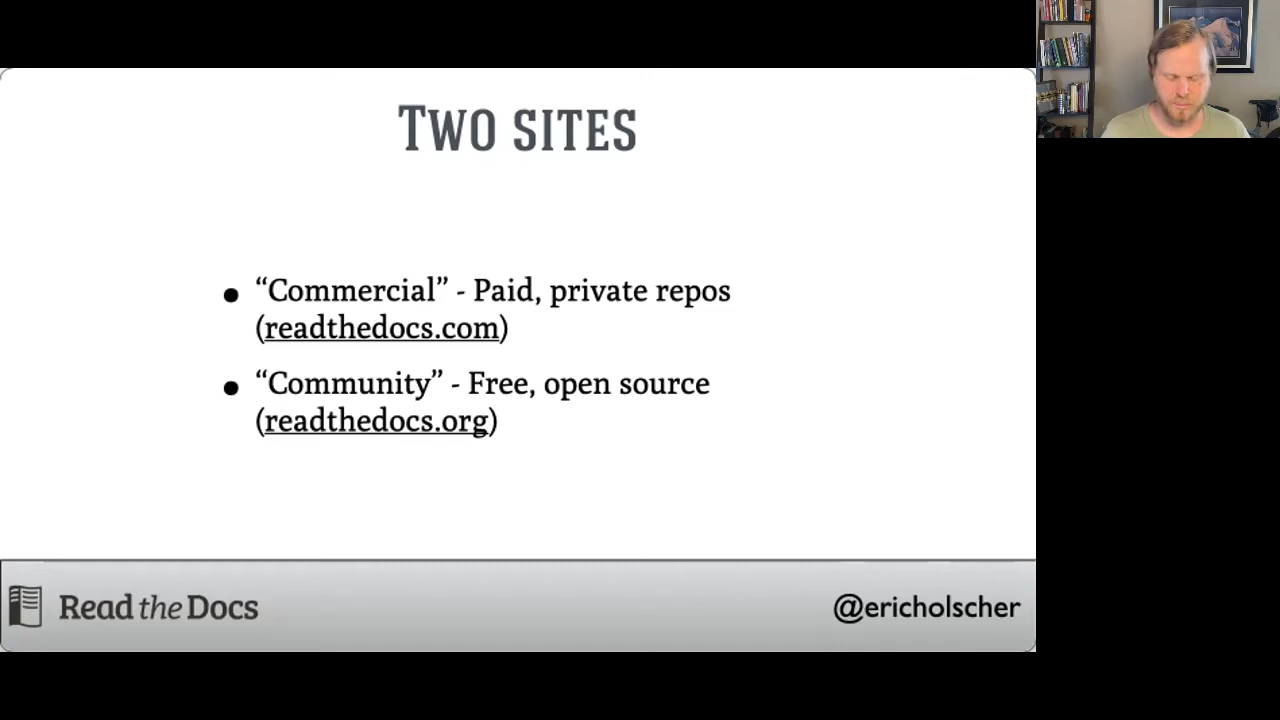 Two sites
“Commercial” - Paid, private repos
(readthedocs.com)
“Community” - Free, open source
(readthedocs.org)
Read the Docs
@ericholscher